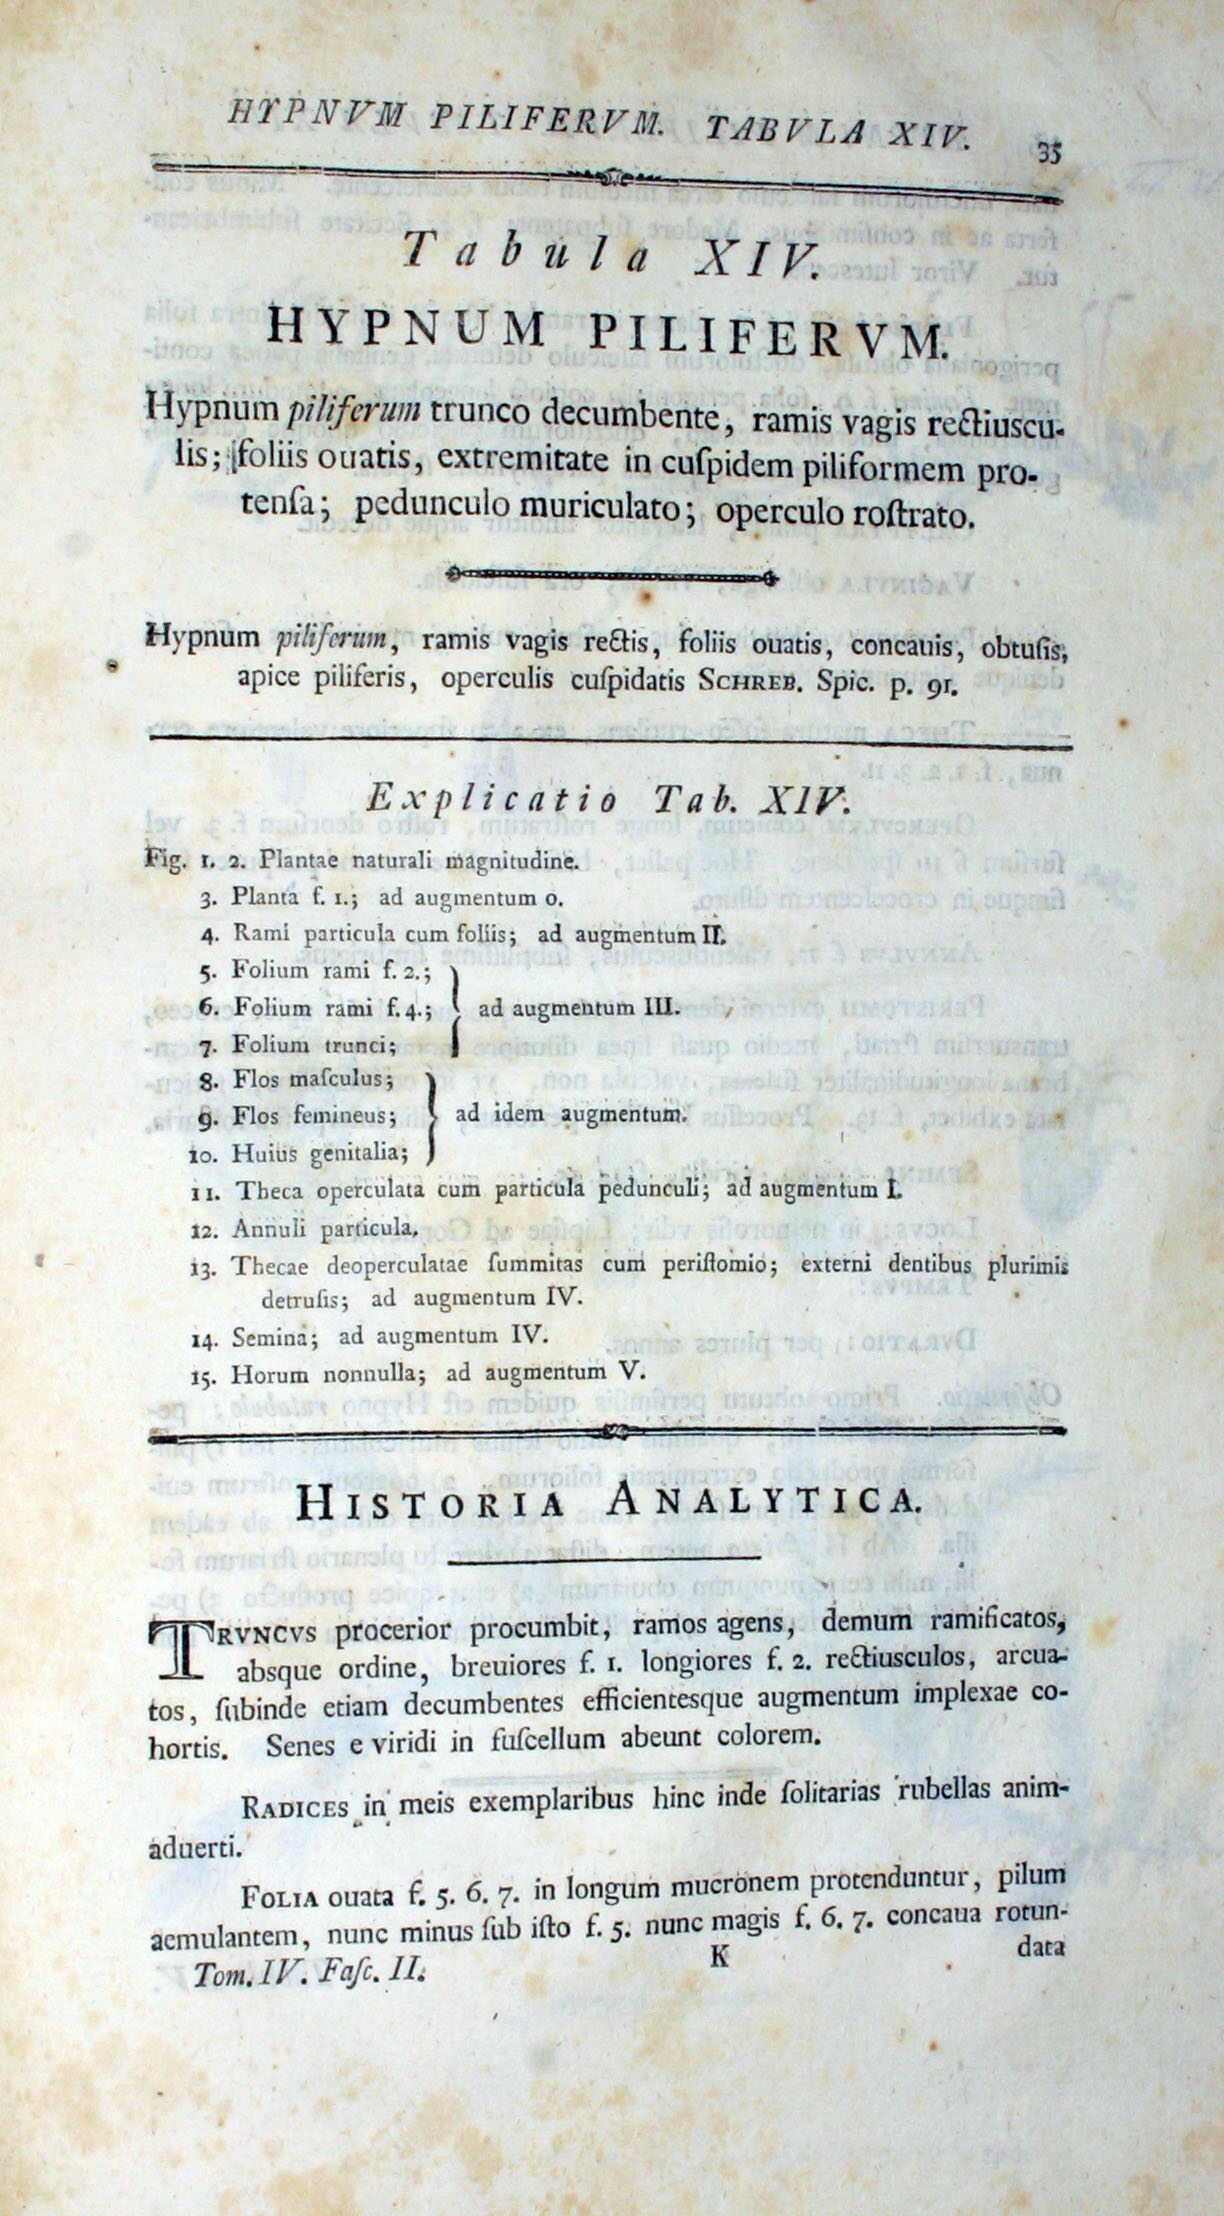 HYPNVM PILIFERVM. TABVLA XIV. 35
Tabula XIV.
HYPNUM PILIFERVM.
Hypnum piliferum trunco decumbente, ramis vagis rectiuscu-
lis; foliis ouatis, extremitate in cuſpidem piliformem pro-
tenſa; pedunculo muriculato; operculo roſtrato.
Hypnum piliferum, ramis vagis rectis, foliis ouatis, concauis, obtuſis,
apice piliferis, operculis cuſpidatis SCHREB. Spic. p. 91.
Explicatio Tab. XIV.
Fig. 1. 2. Plantae naturali magnitudine.
3. Planta f. 1.; ad augmentum 0.
4. Rami particula cum foliis; ad augmentum II.
5. Folium rami f. 2.;
6. Folium rami f. 4.; ad augmentum III.
7. Folium trunci;
8. Flos maſculus;
9. Flos femineus; ad idem augmentum.
10. Huius genitalia;
11. Theca operculata cum particula pedunculi; ad augmentum I.
12. Annuli particula.
13. Thecae deoperculatae ſummitas cum periſtomio; externi dentibus plurimis
detruſis; ad augmentum IV.
14. Semina; ad augmentum IV.
15. Horum nonnulla; ad augmentum V.
HISTORIA ANALYTICA.
TRVNCVS procerior procumbit, ramos agens, demum ramificatos,
absque ordine, breuiores f. 1. longiores f. 2. rectiusculos, arcua-
tos, ſubinde etiam decumbentes efficientesque augmentum implexae co-
hortis. Senes e viridi in fuſcellum abeunt colorem.
RADICES in meis exemplaribus hinc inde ſolitarias rubellas anim-
aduerti.
FOLIA ouata f. 5. 6. 7. in longum mucronem protenduntur, pilum
aemulantem, nunc minus ſub iſto f. 5. nunc magis f. 6. 7. concaua rotun-
Tom. IV. Faſc. II. K data